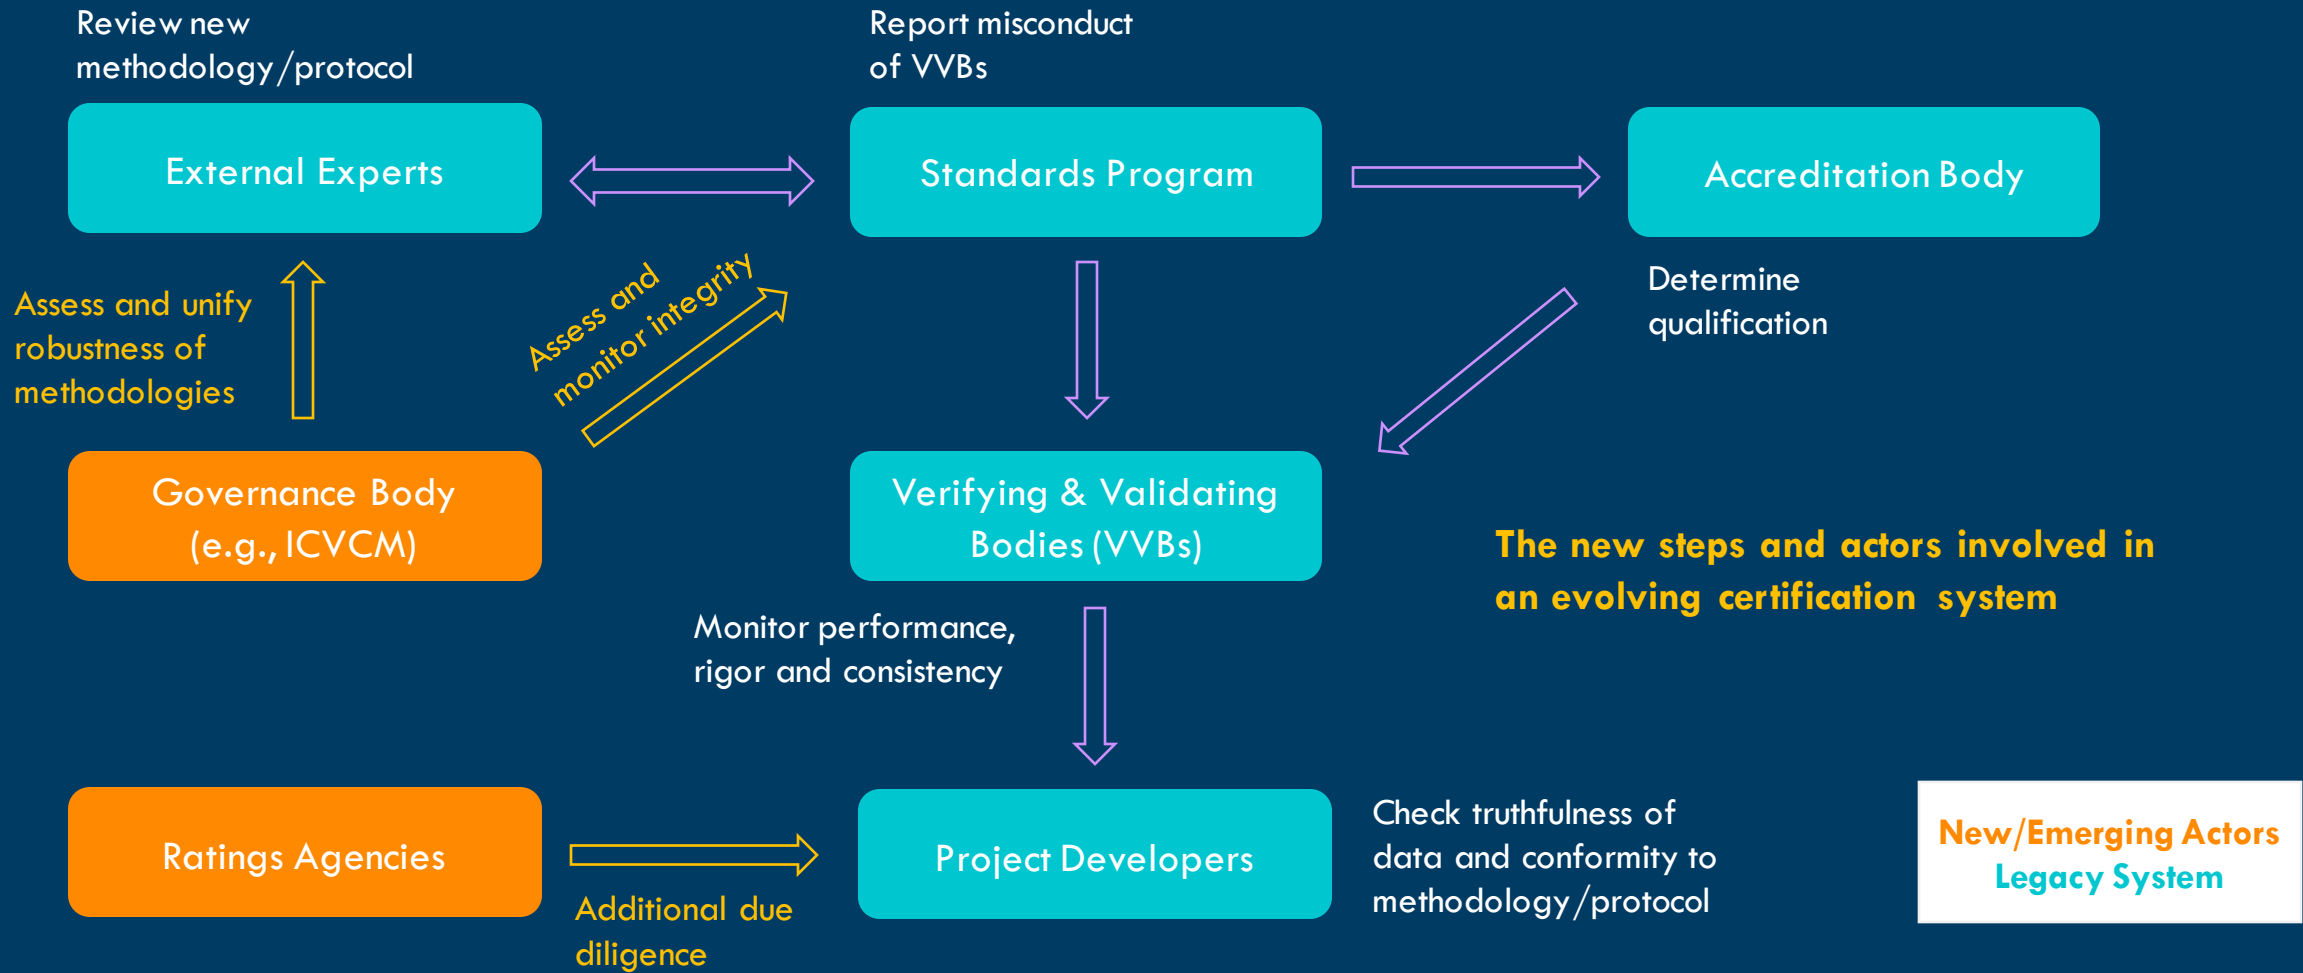 Review new
methodology/protocol
Report misconduct
of VVBs
External Experts
Standards Program
Accreditation Body
Assess and unify
robustness of
methodologies
Assess and
monitor integrity
Determine
qualification
Governance Body
(e.g., ICVCM)
Verifying & Validating
Bodies (VVBs)
The new steps and actors involved in
an evolving certification system
Monitor performance,
rigor and consistency
Ratings Agencies
Additional due
diligence
Project Developers
Check truthfulness of
data and conformity to
methodology/protocol
New/Emerging Actors
Legacy System